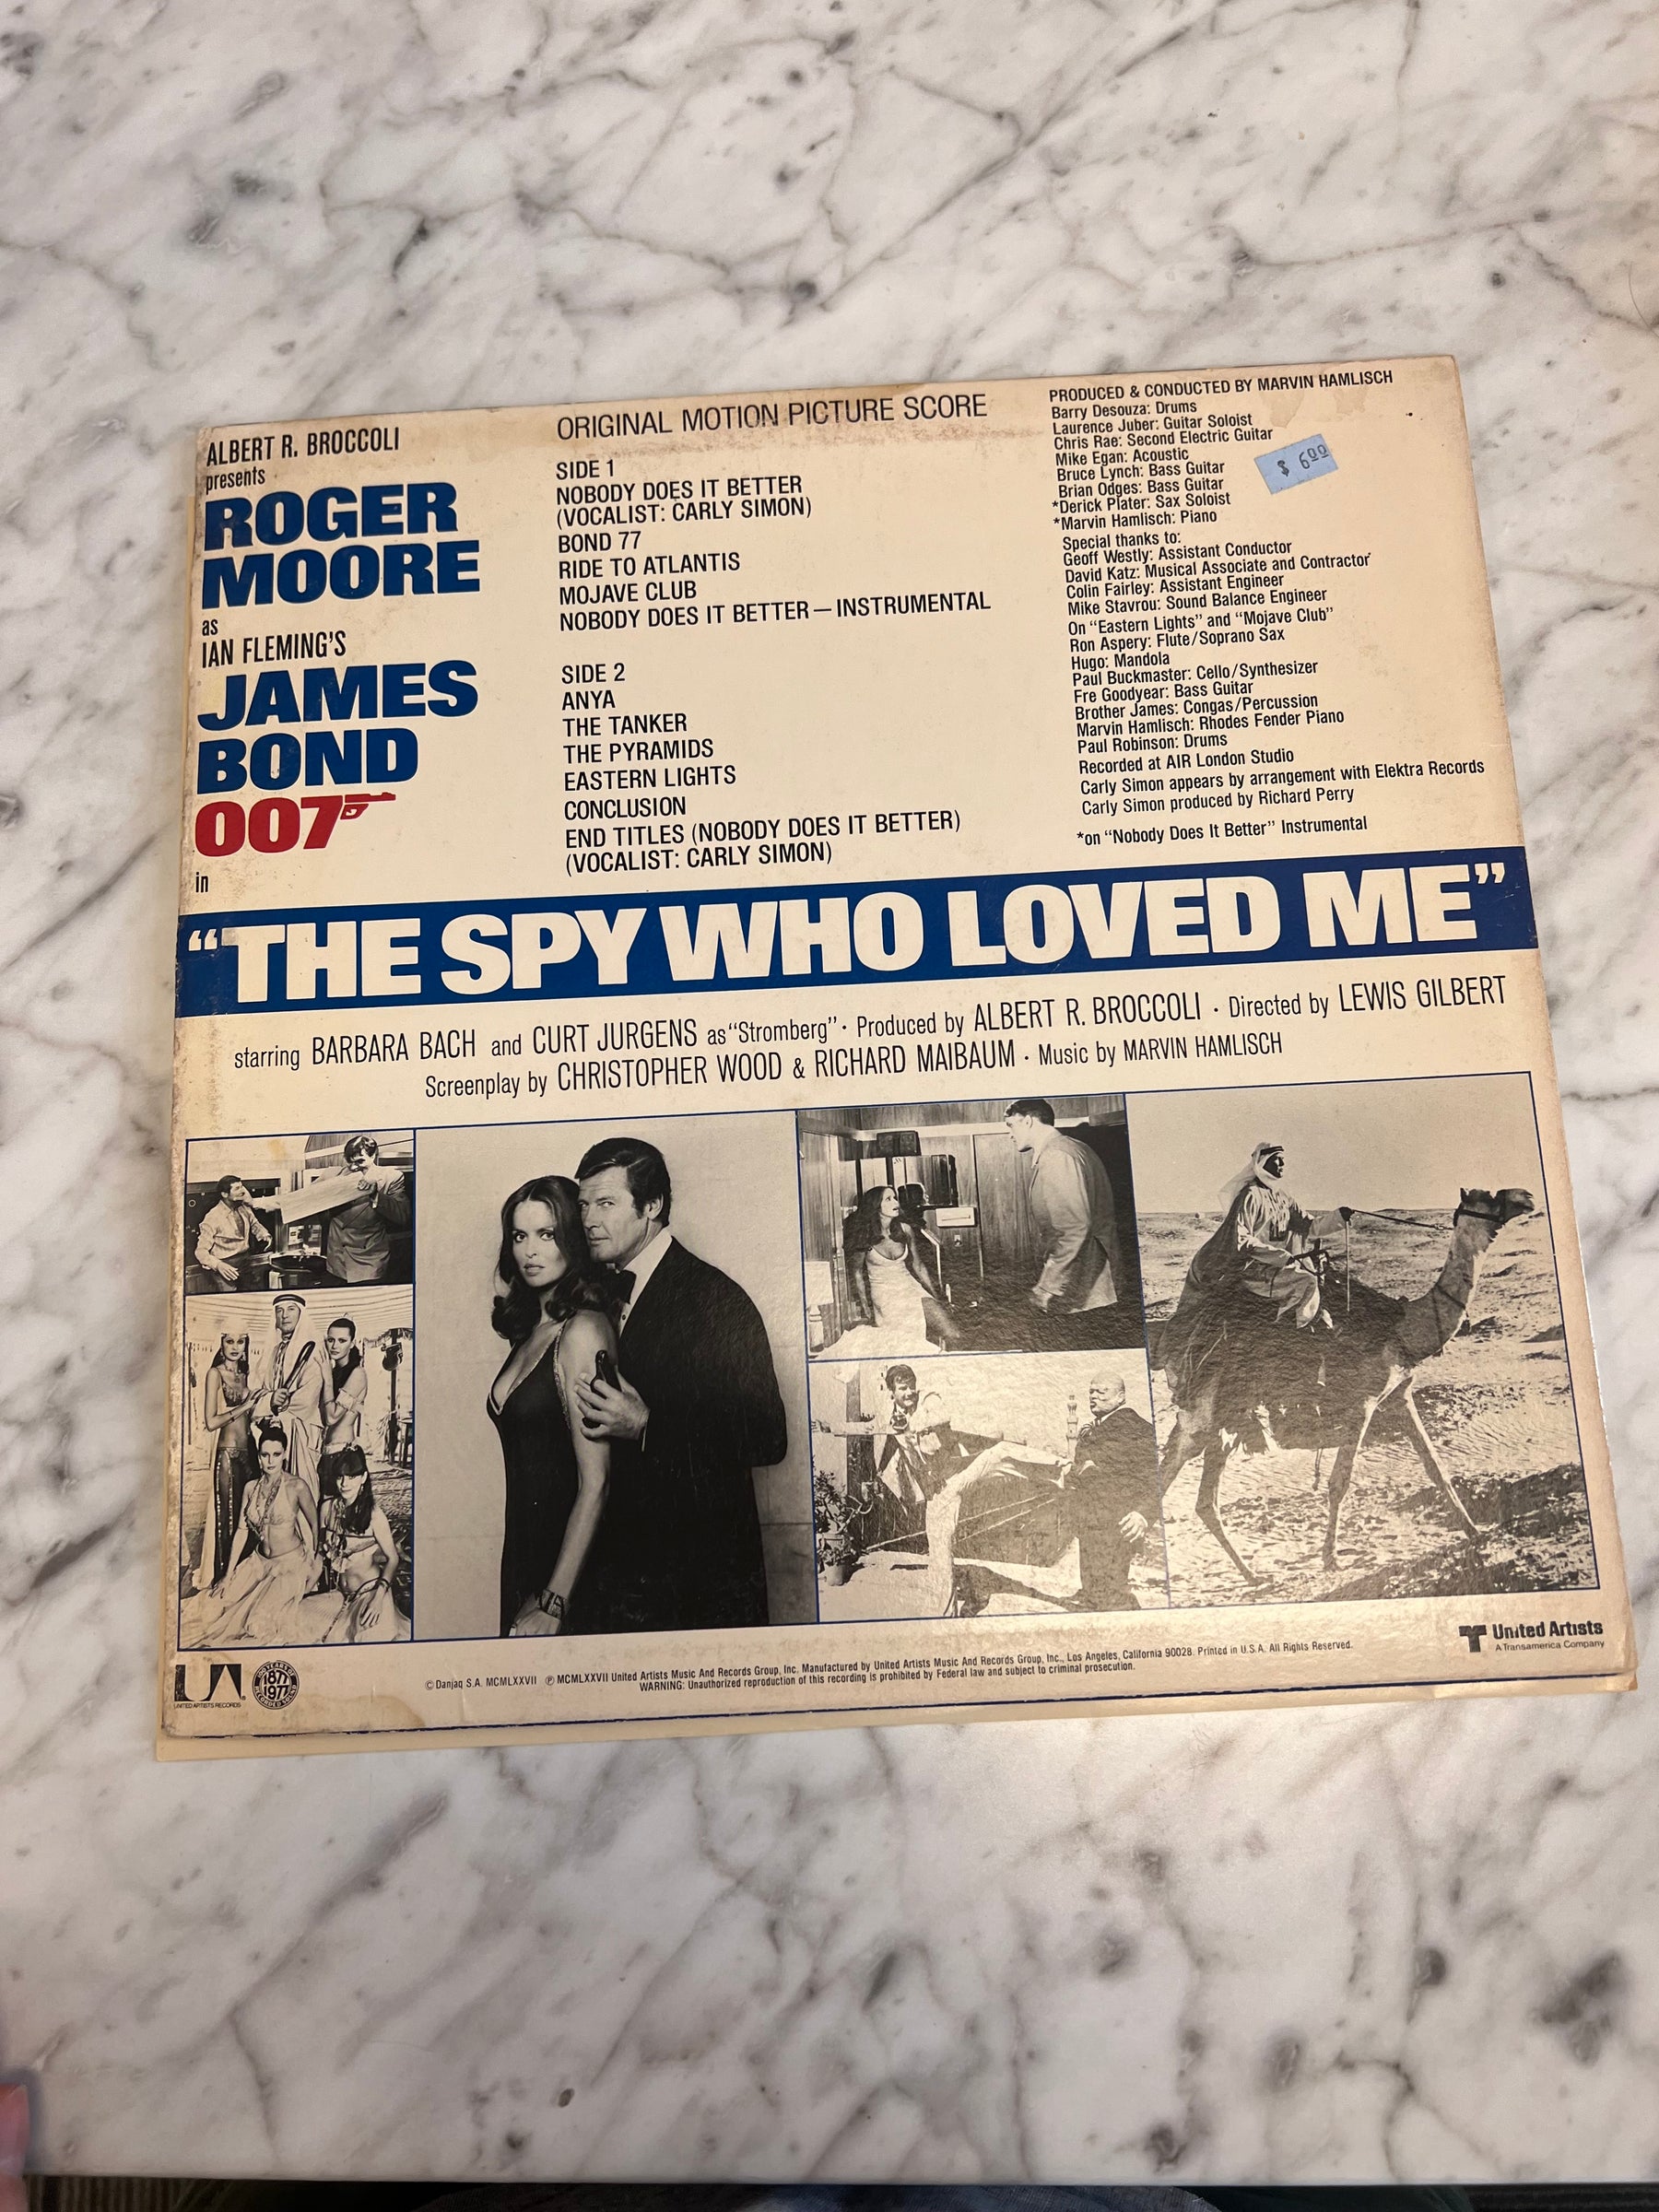 ALBERT R. BROCCOLI
presents
ROGER
MOORE
as
IAN FLEMING'S
JAMES
BOND
007
in
ORIGINAL MOTION PICTURE SCORE
SIDE 1
NOBODY DOES IT BETTER
(VOCALIST: CARLY SIMON)
BOND 77
RIDE TO ATLANTIS
MOJAVE CLUB
NOBODY DOES IT BETTER—INSTRUMENTAL
SIDE 2
ANYA
THE TANKER
THE PYRAMIDS
EASTERN LIGHTS
CONCLUSION
END TITLES (NOBODY DOES IT BETTER)
(VOCALIST: CARLY SIMON)
PRODUCED & CONDUCTED BY MARVIN HAMLISCH
Barry Desouza: Drums
Laurence Juber: Guitar Soloist
Chris Rae: Second Electric Guitar
Mike Egan: Acoustic
Bruce Lynch: Bass Guitar
Brian Odges: Bass Guitar
*Derick Plater: Sax Soloist
*Marvin Hamlisch: Piano
$ 6.00
Special thanks to:
Geoff Westly: Assistant Conductor
David Katz: Musical Associate and Contractor
Colin Fairley: Assistant Engineer
Mike Stavrou: Sound Balance Engineer
On "Eastern Lights" and "Mojave Club"
Ron Aspery: Flute/Soprano Sax
Hugo: Mandola
Paul Buckmaster: Cello/Synthesizer
Fre Goodyear: Bass Guitar
Brother James: Congas/Percussion
Marvin Hamlisch: Rhodes Fender Piano
Paul Robinson: Drums
Recorded at AIR London Studio
Carly Simon appears by arrangement with Elektra Records
Carly Simon produced by Richard Perry
*on "Nobody Does It Better" Instrumental
"THE SPY WHO LOVED ME"
starring BARBARA BACH and CURT JURGENS as "Stromberg" · Produced by ALBERT R. BROCCOLI · Directed by LEWIS GILBERT
Screenplay by CHRISTOPHER WOOD & RICHARD MAIBAUM · Music by MARVIN HAMLISCH
UA
UNITED ARTISTS RECORDS
100 YEARS OF
1877
1977
RECORDED SOUND
© Danjaq S.A. MCMLXXVII ℗ MCMLXXVII United Artists Music And Records Group, Inc. Manufactured by United Artists Music And Records Group, Inc., Los Angeles, California 90028. Printed in U.S.A. All Rights Reserved.
WARNING: Unauthorized reproduction of this recording is prohibited by Federal law and subject to criminal prosecution.
United Artists
A Transamerica Company